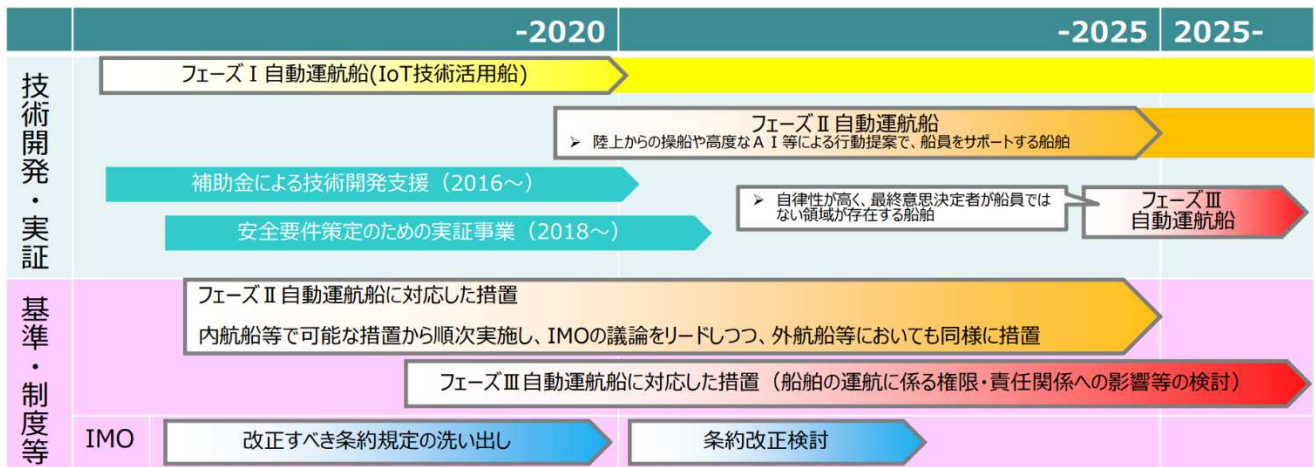 -2020
-2025
2025-
技術開発・実証
フェーズⅠ自動運航船(IoT技術活用船)
フェーズⅡ自動運航船
➢ 陸上からの操船や高度なAI等による行動提案で、船員をサポートする船舶
補助金による技術開発支援（2016～）
➢ 自律性が高く、最終意思決定者が船員では
ない領域が存在する船舶
フェーズⅢ
自動運航船
安全要件策定のための実証事業（2018～）
基準・制度等
フェーズⅡ自動運航船に対応した措置
内航船等で可能な措置から順次実施し、IMOの議論をリードしつつ、外航船等においても同様に措置
フェーズⅢ自動運航船に対応した措置（船舶の運航に係る権限・責任関係への影響等の検討）
IMO
改正すべき条約規定の洗い出し
条約改正検討